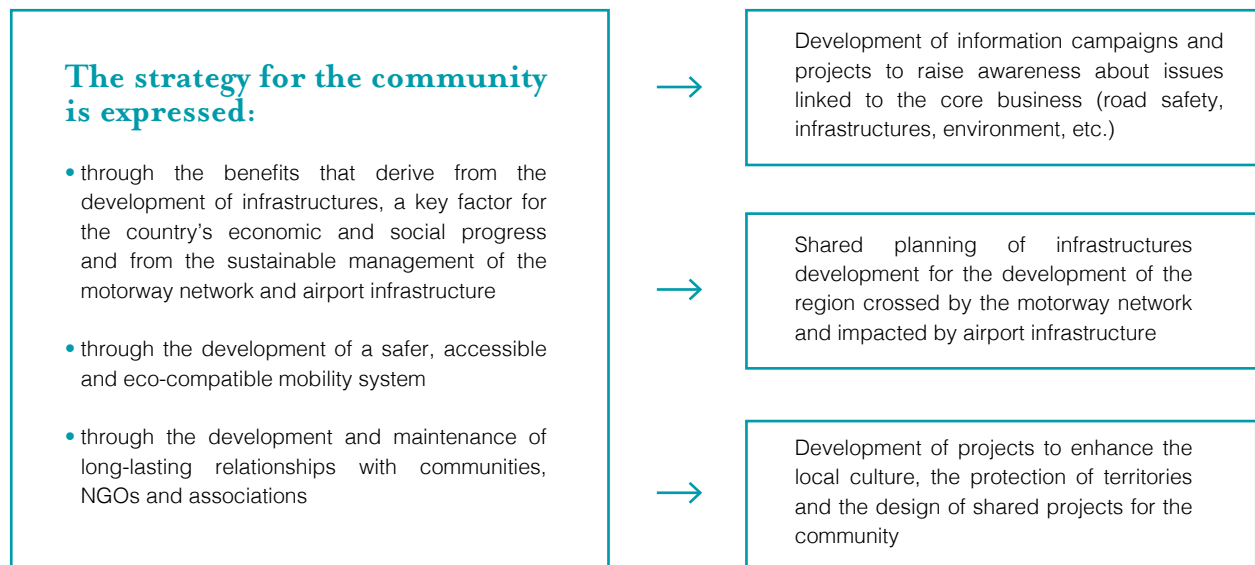 The strategy for the community
is expressed:
• through the benefits that derive from the
development of infrastructures, a key factor for
the country's economic and social progress
and from the sustainable management of the
motorway network and airport infrastructure
• through the development of a safer, accessible
and eco-compatible mobility system
• through the development and maintenance of
long-lasting relationships with communities,
NGOs and associations
Development of information campaigns and
projects to raise awareness about issues
linked to the core business (road safety,
infrastructures, environment, etc.)
Shared planning of infrastructures
development for the development of the
region crossed by the motorway network
and impacted by airport infrastructure
Development of projects to enhance the
local culture, the protection of territories
and the design of shared projects for the
community